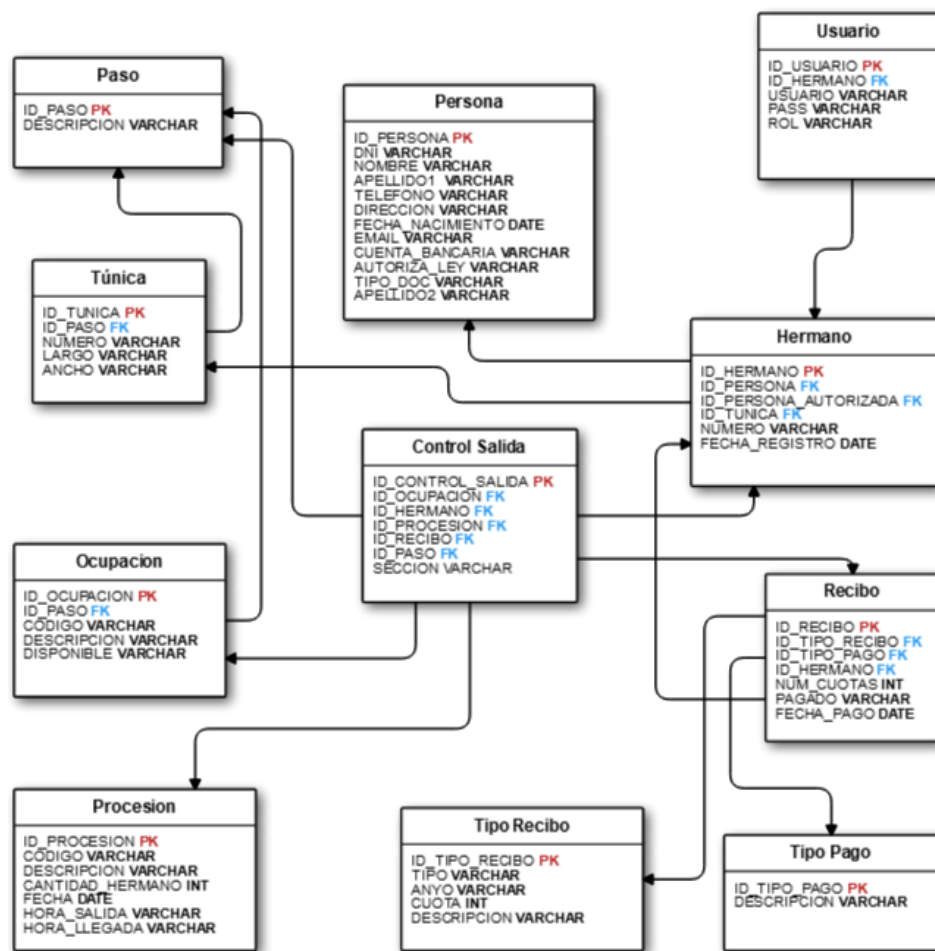 Paso
ID_PASO PK
DESCRIPCION VARCHAR
Persona
ID_PERSONA PK
DNI VARCHAR
NOMBRE VARCHAR
APELLIDO1 VARCHAR
TELEFONO VARCHAR
DIRECCION VARCHAR
FECHA_NACIMIENTO DATE
EMAIL VARCHAR
CUENTA_BANCARIA VARCHAR
AUTORIZA_LEY VARCHAR
TIPO_DOC VARCHAR
APELLIDO2 VARCHAR
Usuario
ID_USUARIO PK
ID_HERMANO FK
USUARIO VARCHAR
PASS VARCHAR
ROL VARCHAR
Túnica
ID_TUNICA PK
ID_PASO FK
NÚMERO VARCHAR
LARGO VARCHAR
ANCHO VARCHAR
Hermano
ID_HERMANO PK
ID_PERSONA FK
ID_PERSONA_AUTORIZADA FK
ID_TUNICA FK
NÚMERO VARCHAR
FECHA_REGISTRO DATE
Control Salida
ID_CONTROL_SALIDA PK
ID_OCUPACION FK
ID_HERMANO FK
ID_PROCESION FK
ID_RECIBO FK
ID_PASO FK
SECCION VARCHAR
Ocupacion
ID_OCUPACION PK
ID_PASO FK
CÓDIGO VARCHAR
DESCRIPCION VARCHAR
DISPONIBLE VARCHAR
Recibo
ID_RECIBO PK
ID_TIPO_RECIBO FK
ID_TIPO_PAGO FK
ID_HERMANO FK
NUM_CUOTAS INT
PAGADO VARCHAR
FECHA_PAGO DATE
Procesion
ID_PROCESION PK
CÓDIGO VARCHAR
DESCRIPCION VARCHAR
CANTIDAD_HERMANO INT
FECHA DATE
HORA_SALIDA VARCHAR
HORA_LLEGADA VARCHAR
Tipo Recibo
ID_TIPO_RECIBO PK
TIPO VARCHAR
ANYO VARCHAR
CUOTA INT
DESCRIPCION VARCHAR
Tipo Pago
ID_TIPO_PAGO PK
DESCRIPCION VARCHAR